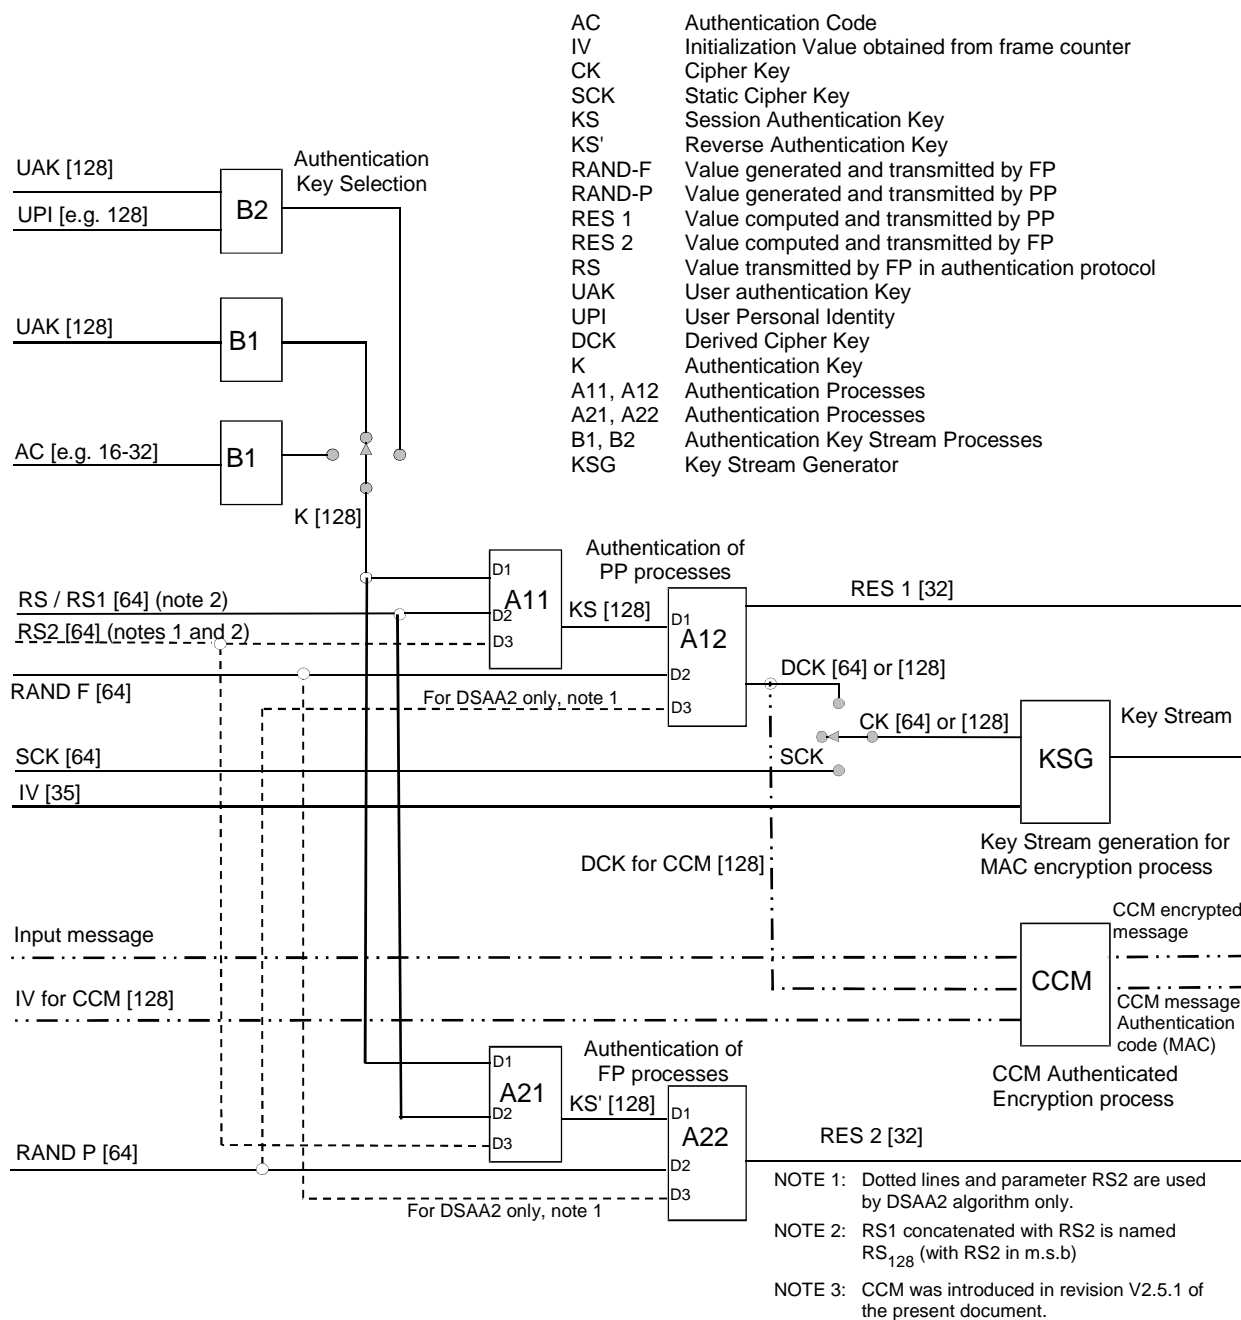 AC Authentication Code
IV Initialization Value obtained from frame counter
CK Cipher Key
SCK Static Cipher Key
KS Session Authentication Key
KS' Reverse Authentication Key
RAND-F Value generated and transmitted by FP
RAND-P Value generated and transmitted by PP
RES 1 Value computed and transmitted by PP
RES 2 Value computed and transmitted by FP
RS Value transmitted by FP in authentication protocol
UAK User authentication Key
UPI User Personal Identity
DCK Derived Cipher Key
K Authentication Key
A11, A12 Authentication Processes
A21, A22 Authentication Processes
B1, B2 Authentication Key Stream Processes
KSG Key Stream Generator
Authentication
Key Selection
UAK [128]
UPI [e.g. 128]
B2
UAK [128]
B1
AC [e.g. 16-32]
B1
K [128]
Authentication of
PP processes
RS / RS1 [64] (note 2)
RS2 [64] (notes 1 and 2)
RAND F [64]
D1
D2
D3
A11
KS [128]
D1
D2
D3
A12
RES 1 [32]
For DSAA2 only, note 1
DCK [64] or [128]
CK [64] or [128]
SCK [64]
SCK
IV [35]
KSG
Key Stream
Key Stream generation for
MAC encryption process
DCK for CCM [128]
Input message
IV for CCM [128]
CCM
CCM encrypted
message
CCM message
Authentication
code (MAC)
CCM Authenticated
Encryption process
Authentication of
FP processes
D1
D2
D3
A21
KS' [128]
D1
D2
D3
A22
RES 2 [32]
RAND P [64]
For DSAA2 only, note 1
NOTE 1: Dotted lines and parameter RS2 are used
by DSAA2 algorithm only.
NOTE 2: RS1 concatenated with RS2 is named
RS128 (with RS2 in m.s.b)
NOTE 3: CCM was introduced in revision V2.5.1 of
the present document.